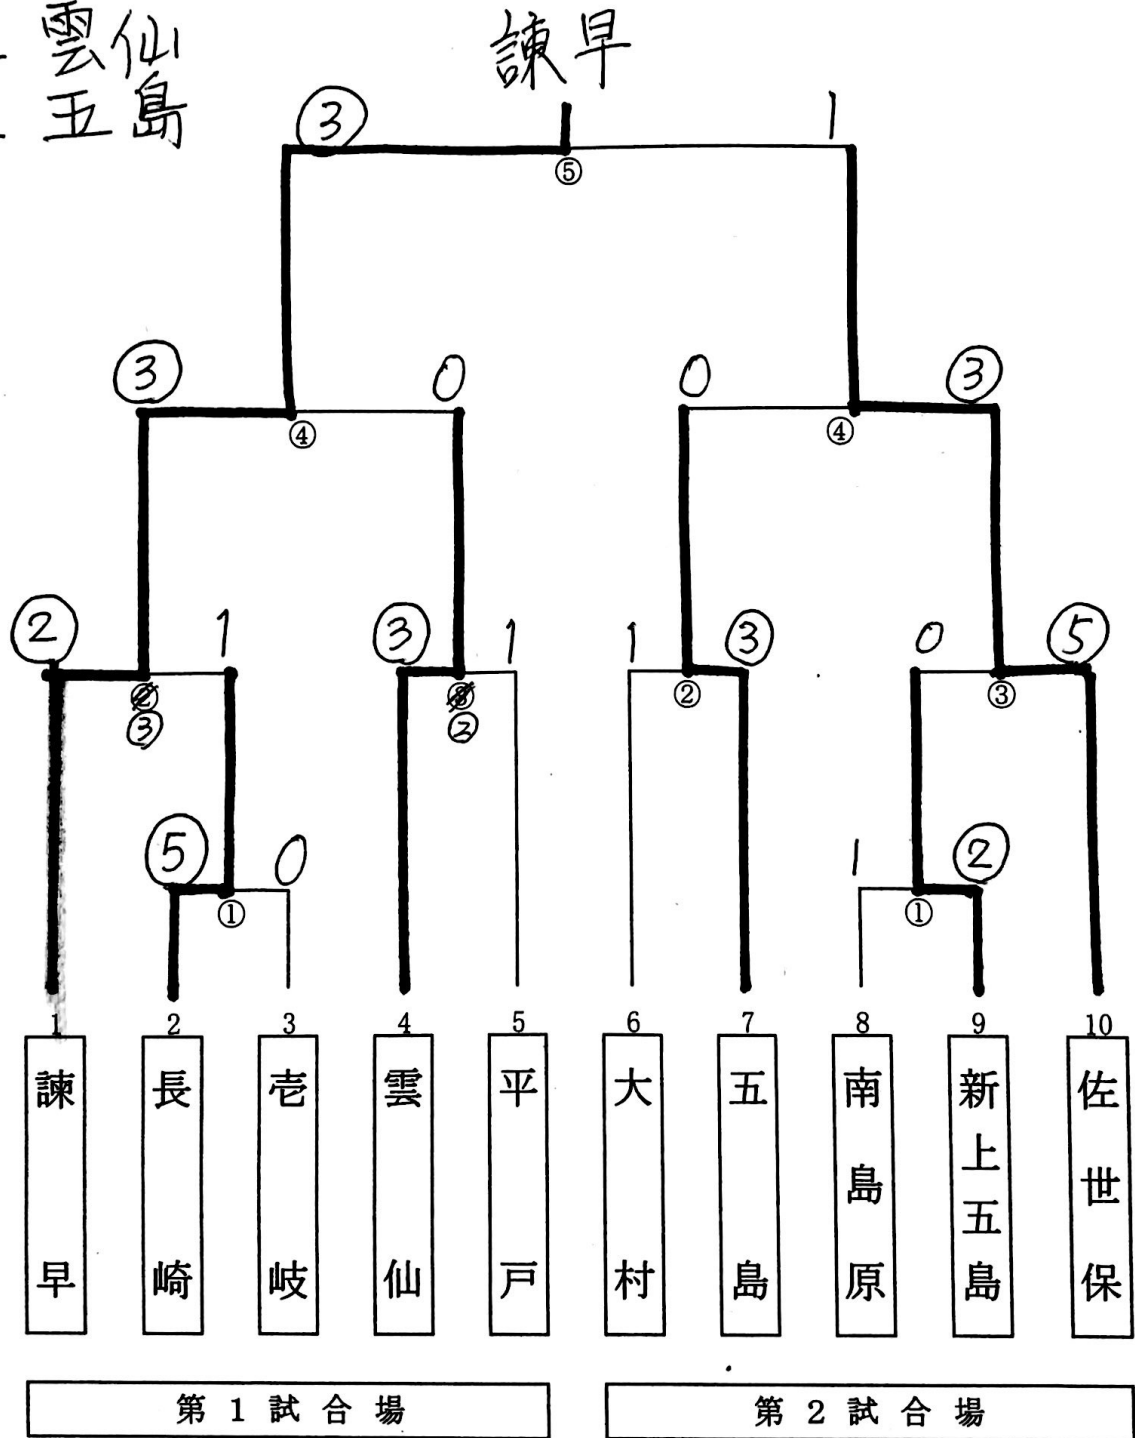 雲仙
五島
諫早
③ 1
⑤
③ 0 0 ③
④ ④
② 1 ③ 1 1 ③ 0 ⑤
② ③ ② ③
③ ②
⑤ 0 1 ②
① ①
1 2 3 4 5 6 7 8 9 10
諫早
長崎
壱岐
雲仙
平戸
大村
五島
南島原
新上五島
佐世保
第1試合場
第2試合場